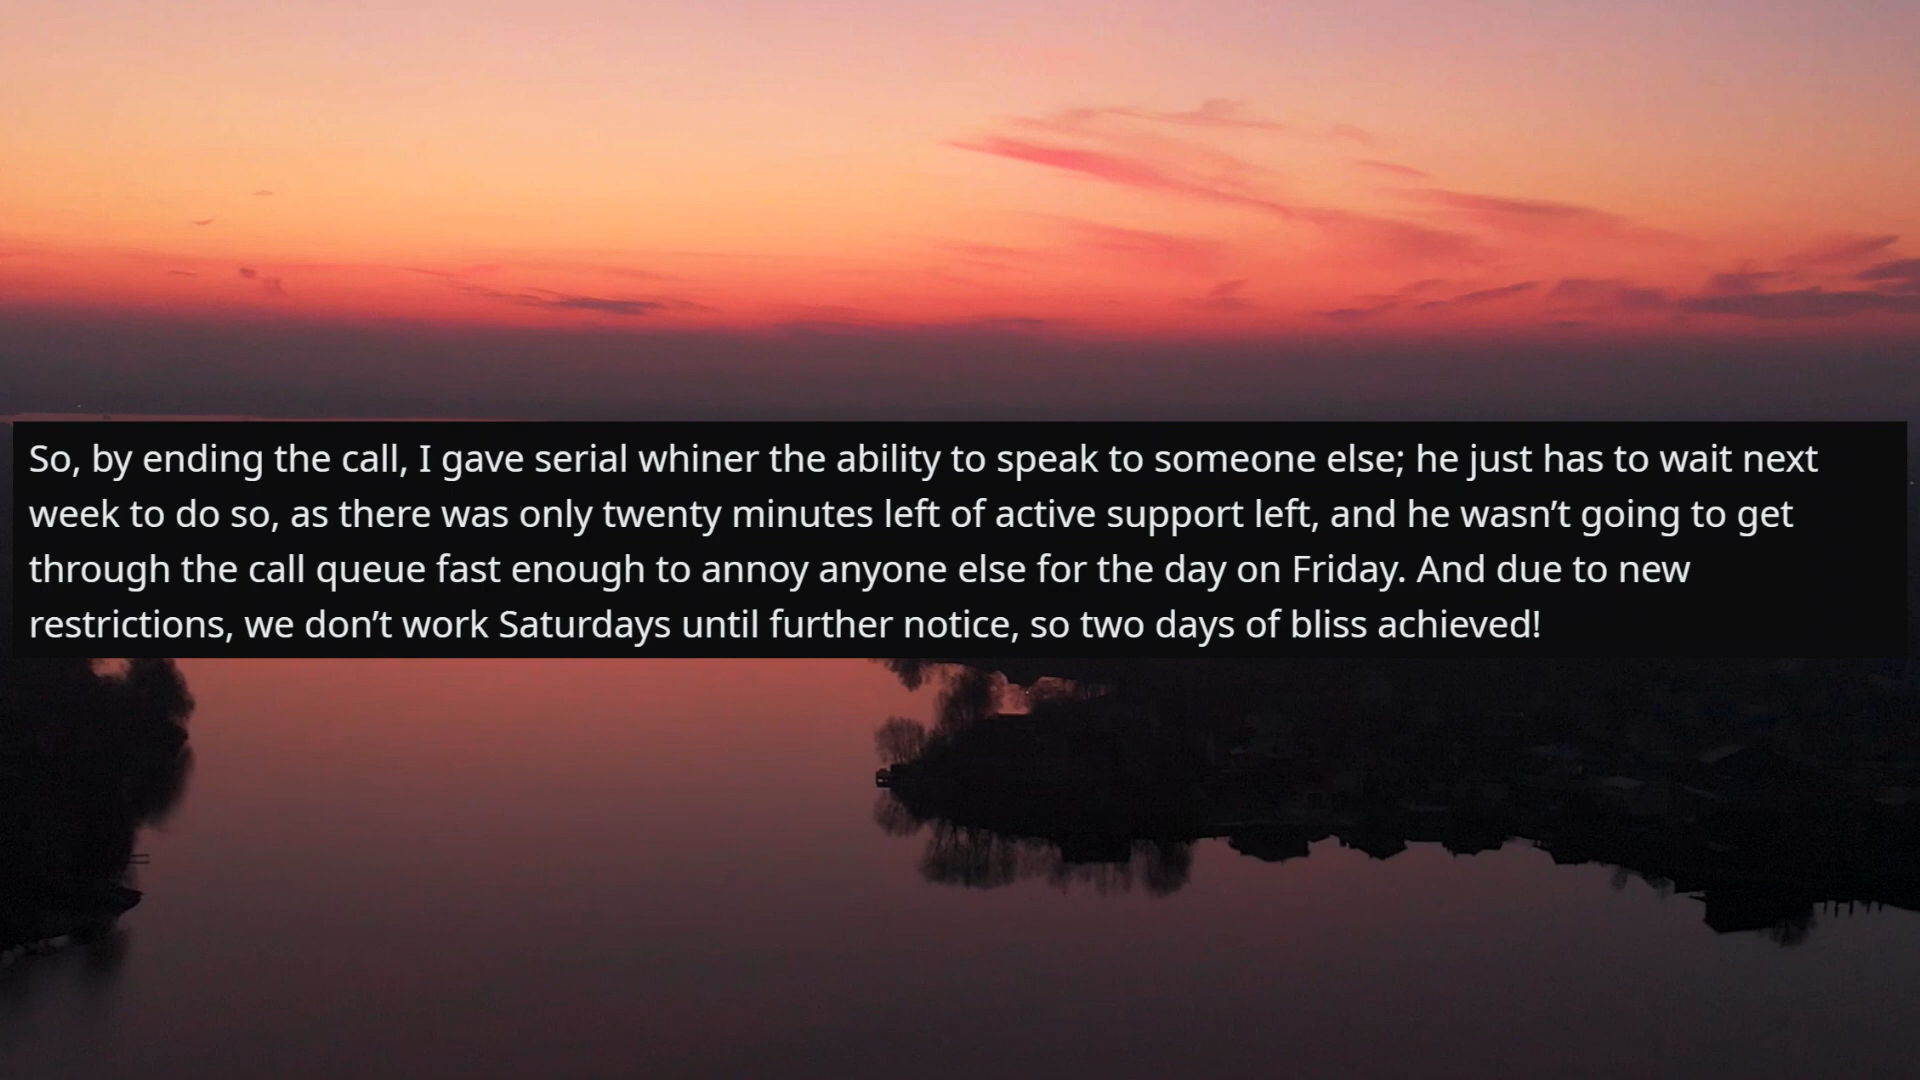 So, by ending the call, I gave serial whiner the ability to speak to someone else; he just has to wait next
week to do so, as there was only twenty minutes left of active support left, and he wasn’t going to get
through the call queue fast enough to annoy anyone else for the day on Friday. And due to new
restrictions, we don’t work Saturdays until further notice, so two days of bliss achieved!